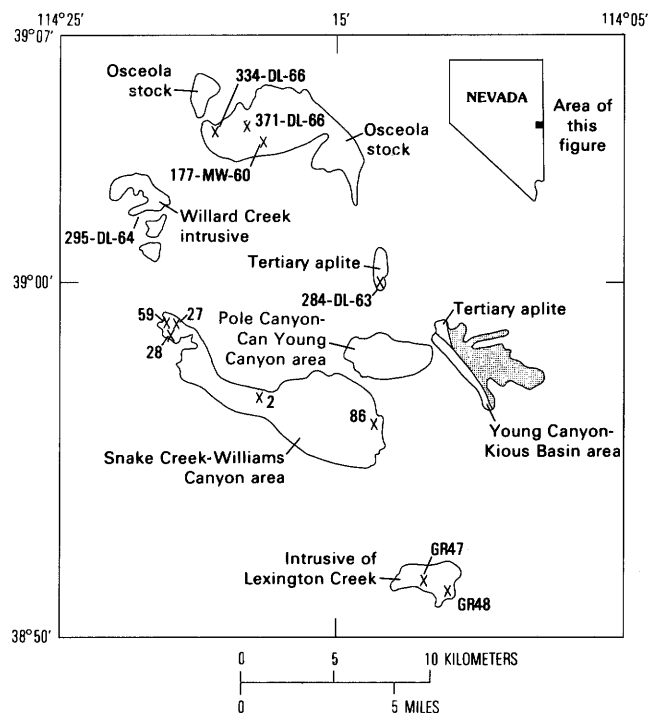 114°25'
15'
114°05'
39°07'
Osceola
stock
334-DL-66
371-DL-66
177-MW-60
Osceola
stock
NEVADA
Area of
this
figure
Willard Creek
intrusive
295-DL-64
Tertiary aplite
39°00'
284-DL-63
59
27
28
Pole Canyon-
Can Young
Canyon area
Tertiary aplite
2
86
Snake Creek-Williams
Canyon area
Young Canyon-
Kious Basin area
Intrusive of
Lexington Creek
GR47
GR48
38°50'
0 5 10 KILOMETERS
0 5 MILES